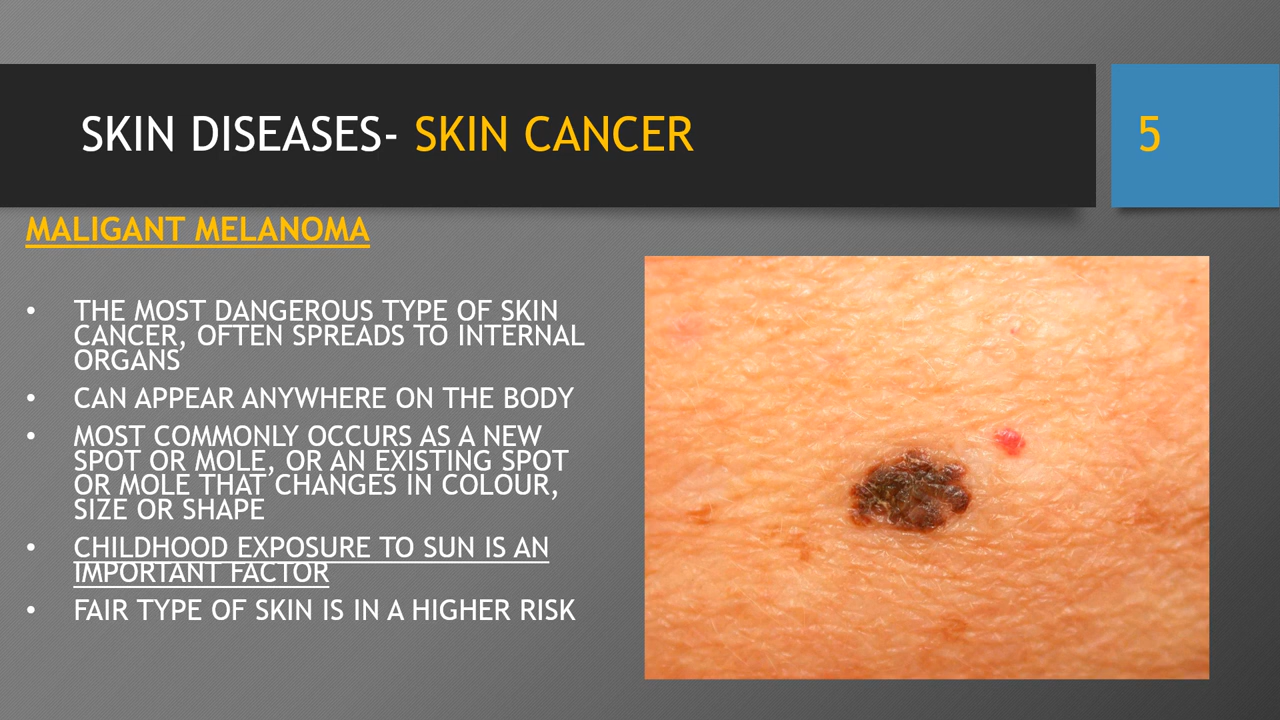 SKIN DISEASES- SKIN CANCER
5
MALIGANT MELANOMA
• THE MOST DANGEROUS TYPE OF SKIN
CANCER, OFTEN SPREADS TO INTERNAL
ORGANS
• CAN APPEAR ANYWHERE ON THE BODY
• MOST COMMONLY OCCURS AS A NEW
SPOT OR MOLE, OR AN EXISTING SPOT
OR MOLE THAT CHANGES IN COLOUR,
SIZE OR SHAPE
• CHILDHOOD EXPOSURE TO SUN IS AN
IMPORTANT FACTOR
• FAIR TYPE OF SKIN IS IN A HIGHER RISK